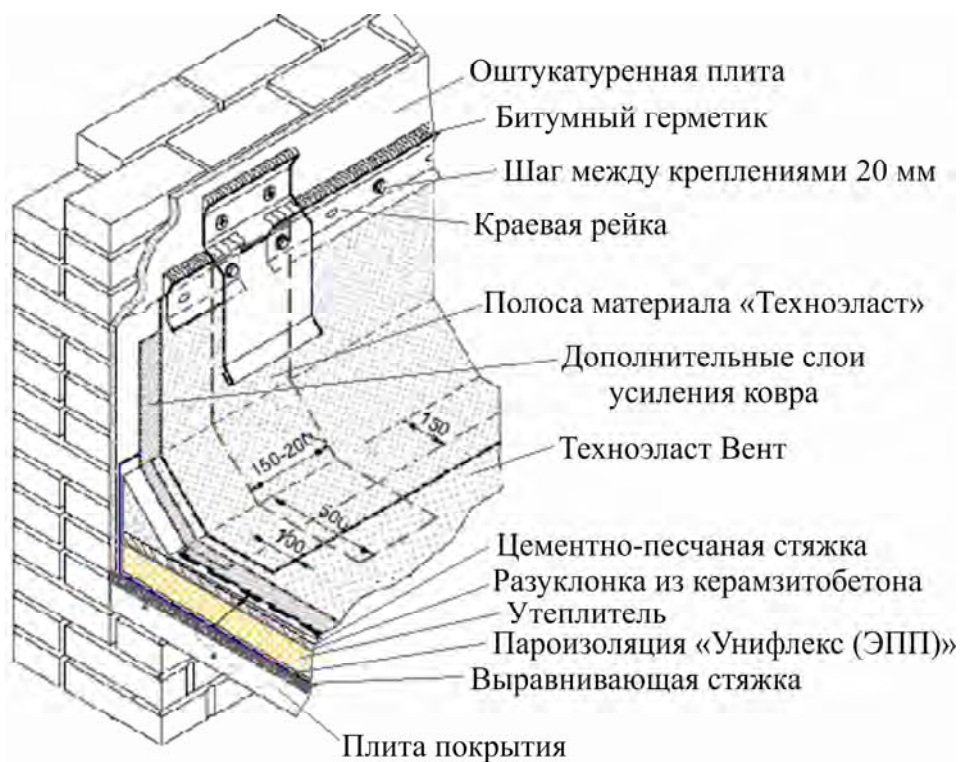 Оштукатуренная плита
Битумный герметик
Шаг между креплениями 20 мм
Краевая рейка
Полоса материала «Техноэласт»
Дополнительные слои
усиления ковра
150
Техноэласт Вент
150-200
500
100
Цементно-песчаная стяжка
Разуклонка из керамзитобетона
Утеплитель
Пароизоляция «Унифлекс (ЭПП)»
Выравнивающая стяжка
Плита покрытия